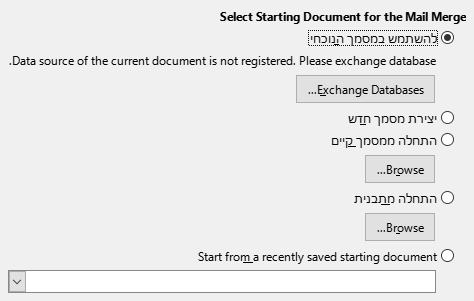 Select Starting Document for the Mail Merge
להשתמש במסמך הנוכחי
Data source of the current document is not registered. Please exchange database.
Exchange Databases...
יצירת מסמך חדש
התחלה ממסמך קיים
Browse...
התחלה מתבנית
Browse...
Start from a recently saved starting document